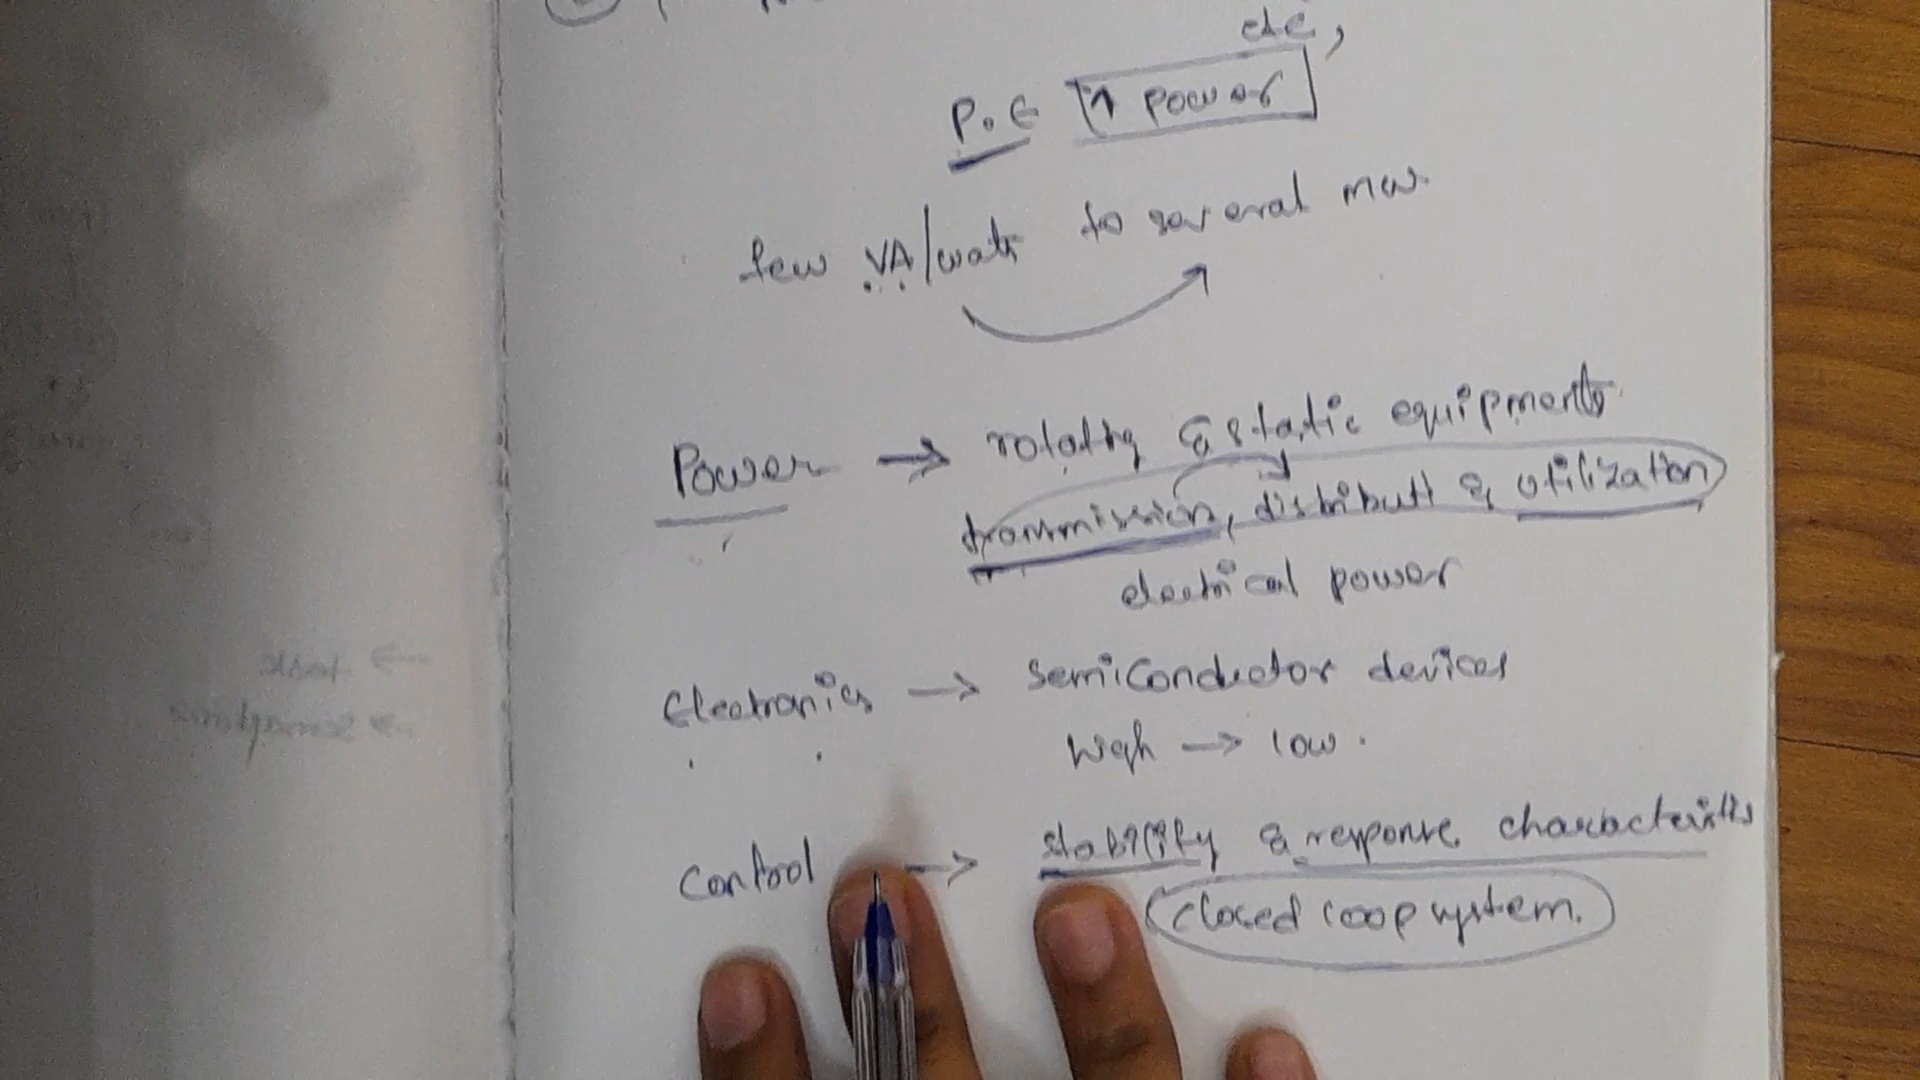 etc,
P.E ↑ power
few VA/watts to several mw.
Power → rotating & static equipments
transmission, distributi & utilization
electrical power
Electronics → semiconductor devices
high → low.
Control → stability & response characteristics
closed loop system.